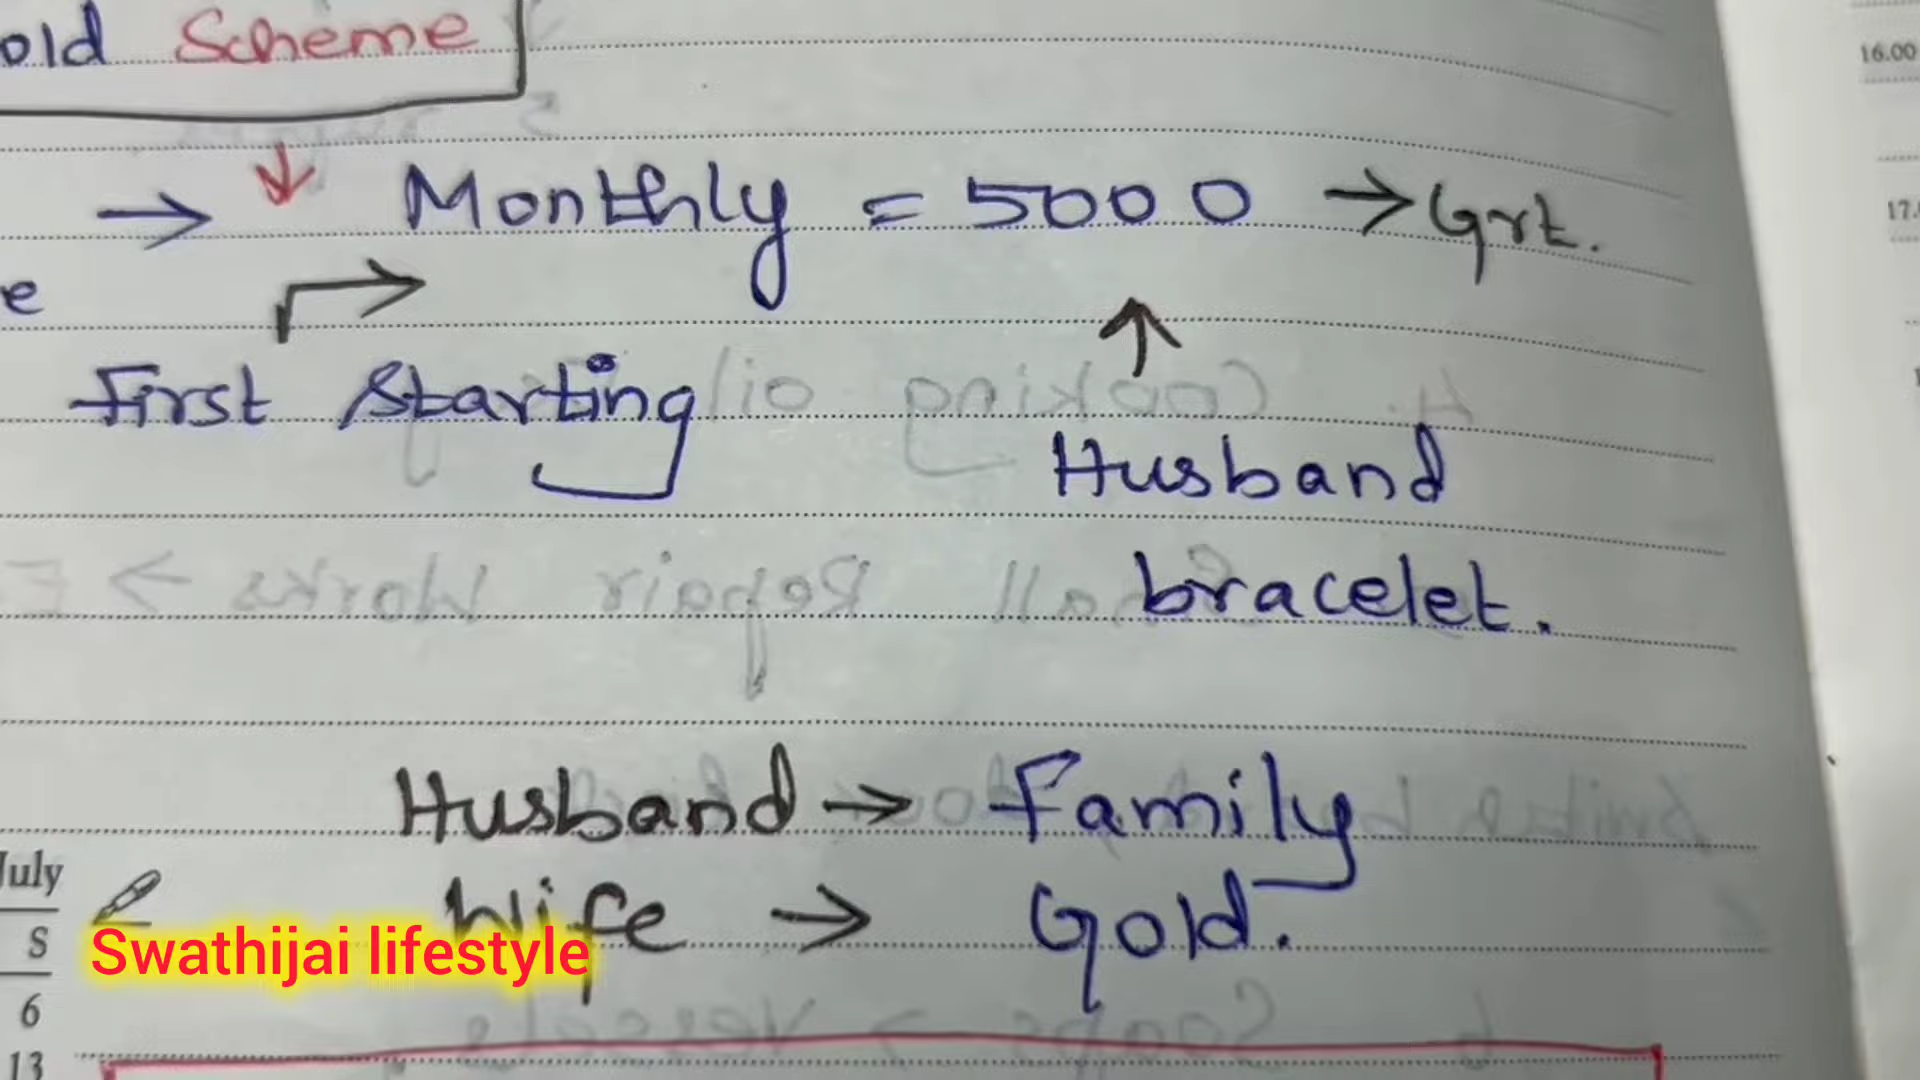 old Scheme
16.00
→ ↓ Monthly = 5000 → Grt.
17.
e
First Starting
Husband
bracelet.
Husband → Family
Wife → Gold.
July
S
6
13
Swathijai lifestyle